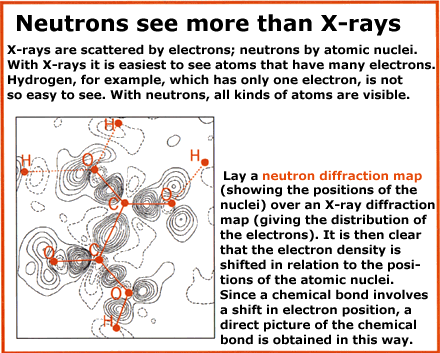 Neutrons see more than X-rays
X-rays are scattered by electrons; neutrons by atomic nuclei.
With X-rays it is easiest to see atoms that have many electrons.
Hydrogen, for example, which has only one electron, is not
so easy to see. With neutrons, all kinds of atoms are visible.
H
H
H
O
C
O
C
O
O
H
Lay a neutron diffraction map
(showing the positions of the
nuclei) over an X-ray diffraction
map (giving the distribution of
the electrons). It is then clear
that the electron density is
shifted in relation to the posi-
tions of the atomic nuclei.
Since a chemical bond involves
a shift in electron position, a
direct picture of the chemical
bond is obtained in this way.